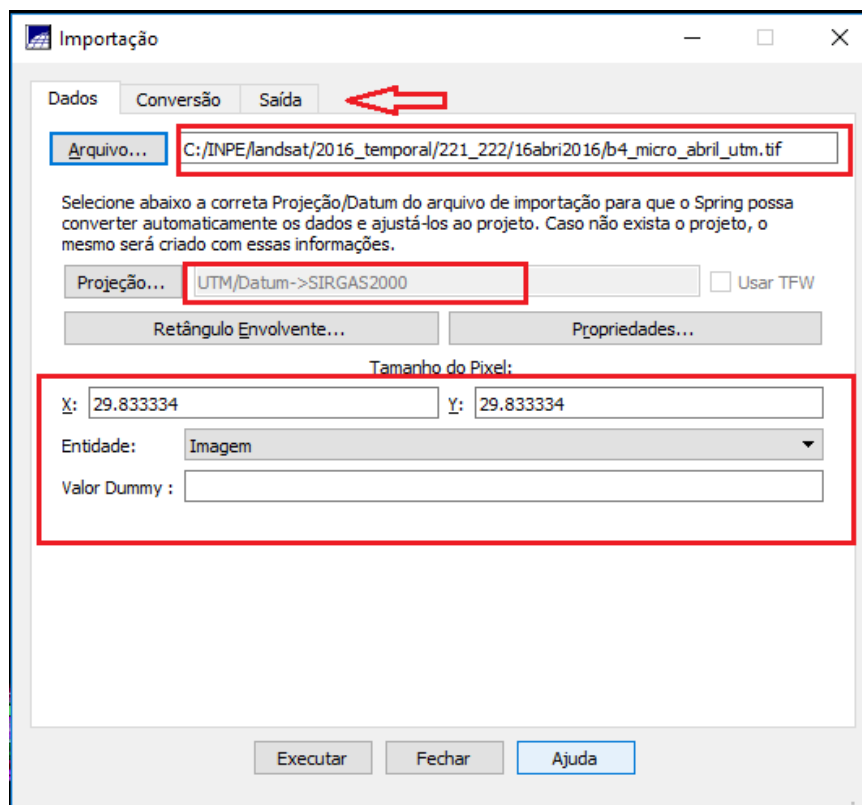 Importação
Dados Conversão Saída
Arquivo... C:/INPE/landsat/2016_temporal/221_222/16abri2016/b4_micro_abril_utm.tif
Selecione abaixo a correta Projeção/Datum do arquivo de importação para que o Spring possa
converter automaticamente os dados e ajustá-los ao projeto. Caso não exista o projeto, o
mesmo será criado com essas informações.
Projeção... UTM/Datum->SIRGAS2000 Usar TFW
Retângulo Envolvente... Propriedades...
Tamanho do Pixel:
X: 29.833334 Y: 29.833334
Entidade: Imagem
Valor Dummy :
Executar Fechar Ajuda